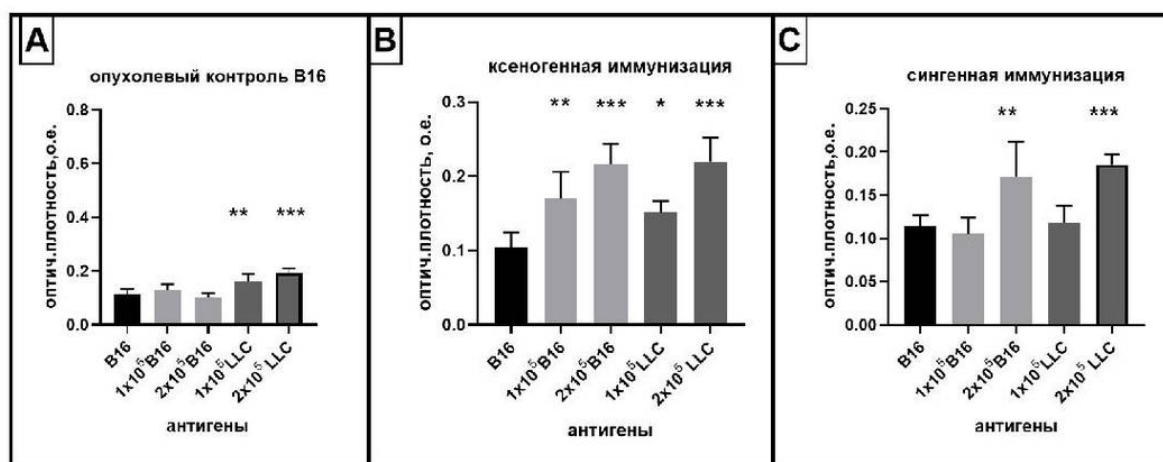 A
опухолевый контроль B16
оптич.плотность,о.е.
0.8
0.6
0.4
0.2
0.0
**
***
B16
1x10⁵B16
2x10⁵B16
1x10⁵LLC
2x10⁵ LLC
антигены
B
ксеногенная иммунизация
оптич.плотность, о.е.
0.3
0.2
0.1
0.0
**
***
*
***
B16
1x10⁵B16
2x10⁵B16
1x10⁵LLC
2x10⁵LLC
антигены
C
сингенная иммунизация
оптич.плотность,о.е.
0.25
0.20
0.15
0.10
0.05
0.00
**
***
B16
1x10⁵B16
2x10⁵B16
1x10⁵LLC
2x10⁵LLC
антигены